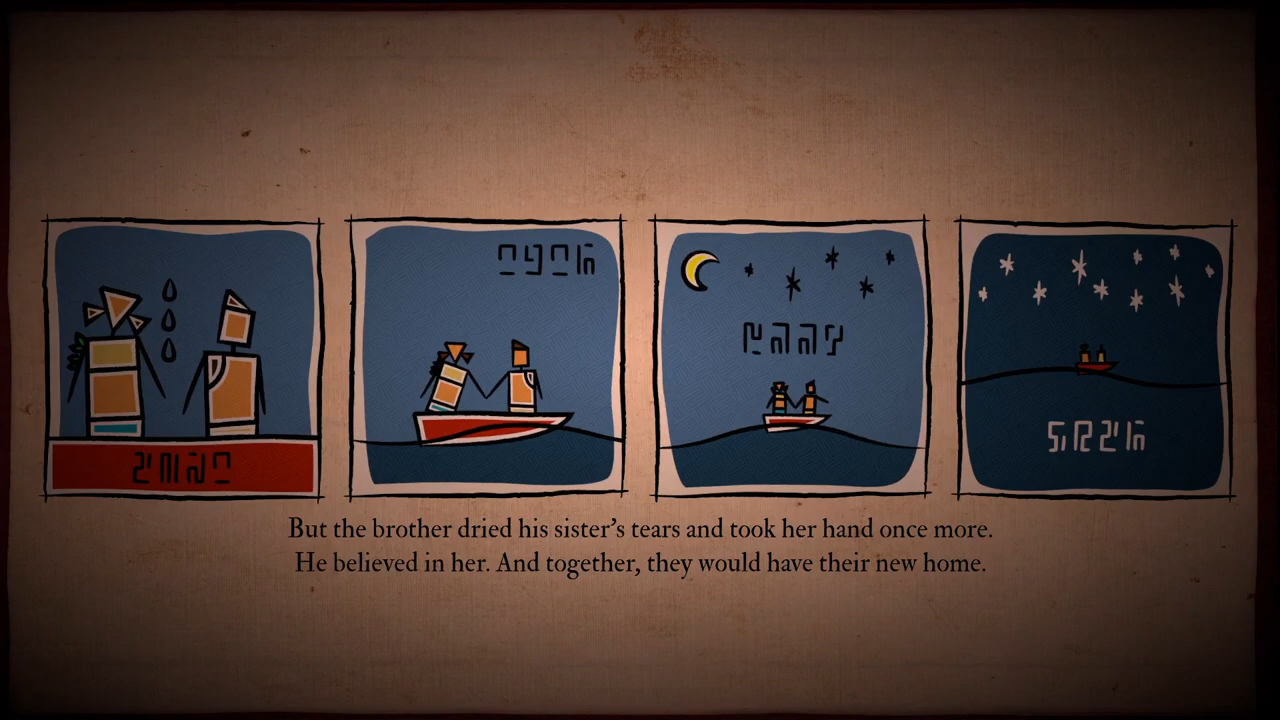 But the brother dried his sister's tears and took her hand once more.
He believed in her. And together, they would have their new home.